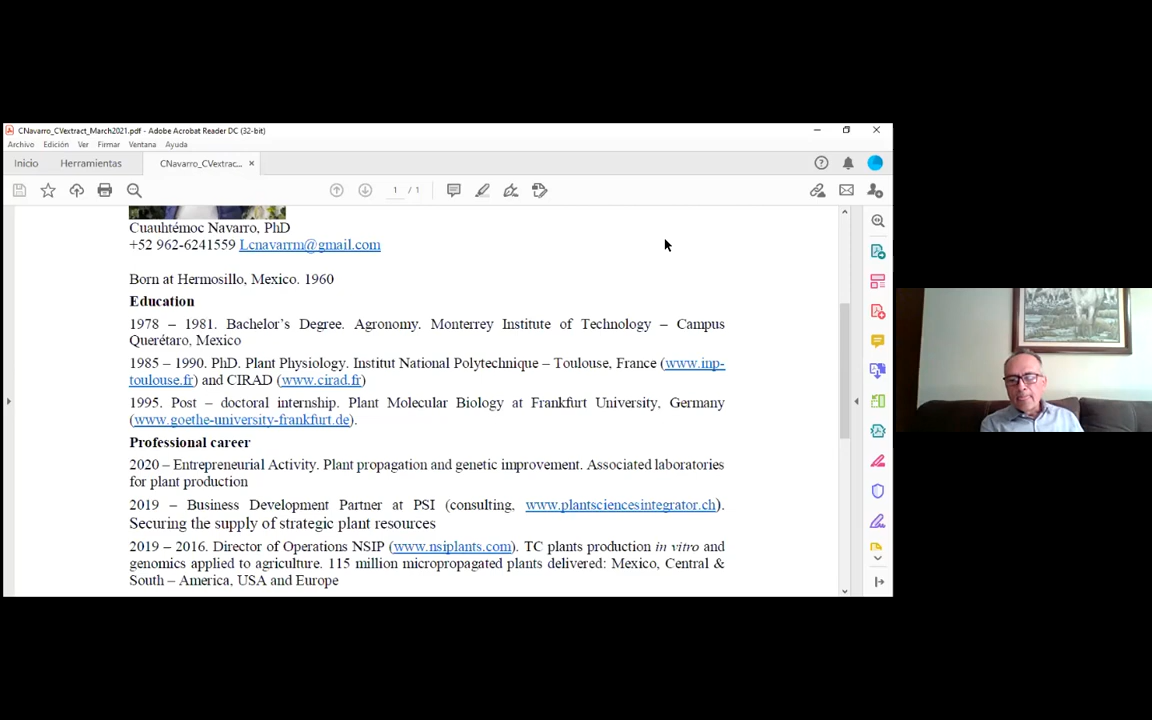 CNavarro_CVextract_March2021.pdf - Adobe Acrobat Reader DC (32-bit)
Archivo Edición Ver Firmar Ventana Ayuda
Inicio Herramientas CNavarro_CVextrac... ×
1 / 1
Cuauhtémoc Navarro, PhD
+52 962-6241559 Lcnavarrm@gmail.com
Born at Hermosillo, Mexico. 1960
Education
1978 – 1981. Bachelor's Degree. Agronomy. Monterrey Institute of Technology – Campus
Querétaro, Mexico
1985 – 1990. PhD. Plant Physiology. Institut National Polytechnique – Toulouse, France (www.inp-
toulouse.fr) and CIRAD (www.cirad.fr)
1995. Post – doctoral internship. Plant Molecular Biology at Frankfurt University, Germany
(www.goethe-university-frankfurt.de).
Professional career
2020 – Entrepreneurial Activity. Plant propagation and genetic improvement. Associated laboratories
for plant production
2019 – Business Development Partner at PSI (consulting, www.plantsciencesintegrator.ch).
Securing the supply of strategic plant resources
2019 – 2016. Director of Operations NSIP (www.nsiplants.com). TC plants production in vitro and
genomics applied to agriculture. 115 million micropropagated plants delivered: Mexico, Central &
South – America, USA and Europe